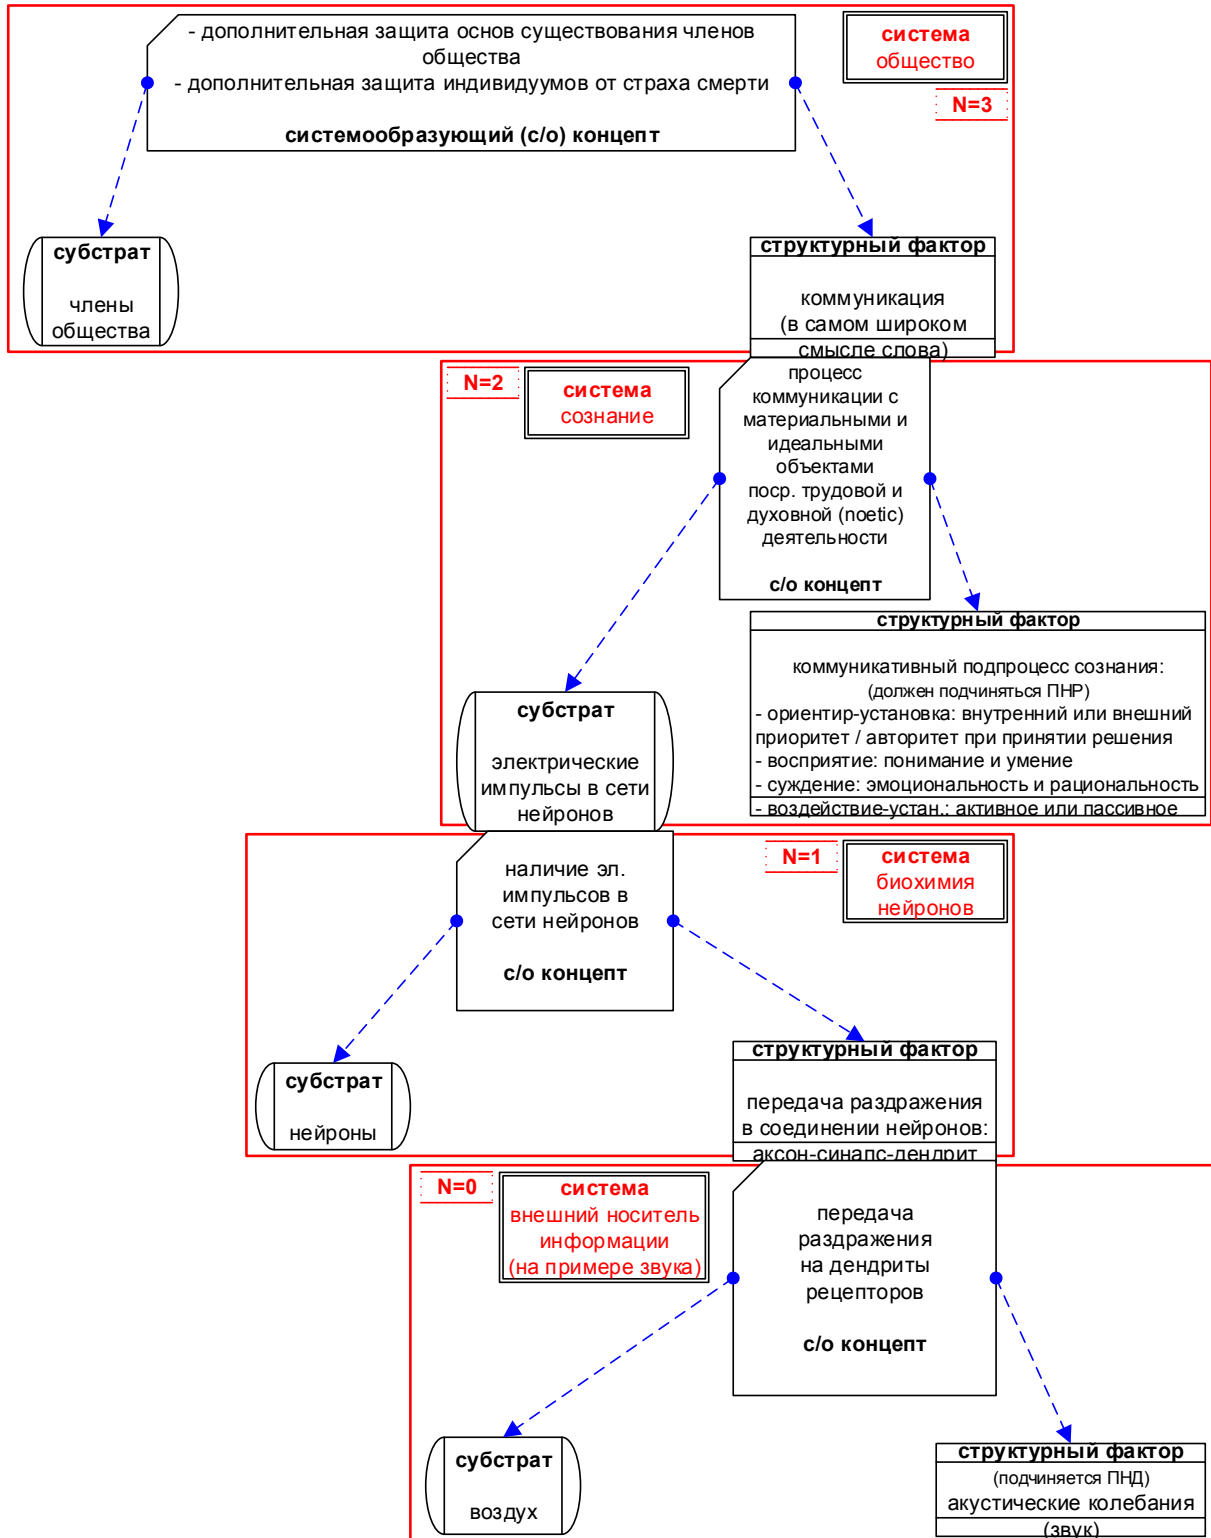 - дополнительная защита основ существования членов
общества
- дополнительная защита индивидуумов от страха смерти
системообразующий (с/о) концепт
система
общество
N=3
субстрат
члены
общества
структурный фактор
коммуникация
(в самом широком
смысле слова)
N=2
система
сознание
процесс
коммуникации с
материальными и
идеальными
объектами
поср. трудовой и
духовной (noetic)
деятельности
с/о концепт
субстрат
электрические
импульсы в сети
нейронов
структурный фактор
коммуникативный подпроцесс сознания:
(должен подчиняться ПНР)
- ориентир-установка: внутренний или внешний
приоритет / авторитет при принятии решения
- восприятие: понимание и умение
- суждение: эмоциональность и рациональность
- воздействие-устан.: активное или пассивное
N=1
система
биохимия
нейронов
наличие эл.
импульсов в
сети нейронов
с/о концепт
субстрат
нейроны
структурный фактор
передача раздражения
в соединении нейронов:
аксон-синапс-дендрит
N=0
система
внешний носитель
информации
(на примере звука)
передача
раздражения
на дендриты
рецепторов
с/о концепт
субстрат
воздух
структурный фактор
(подчиняется ПНД)
акустические колебания
(звук)